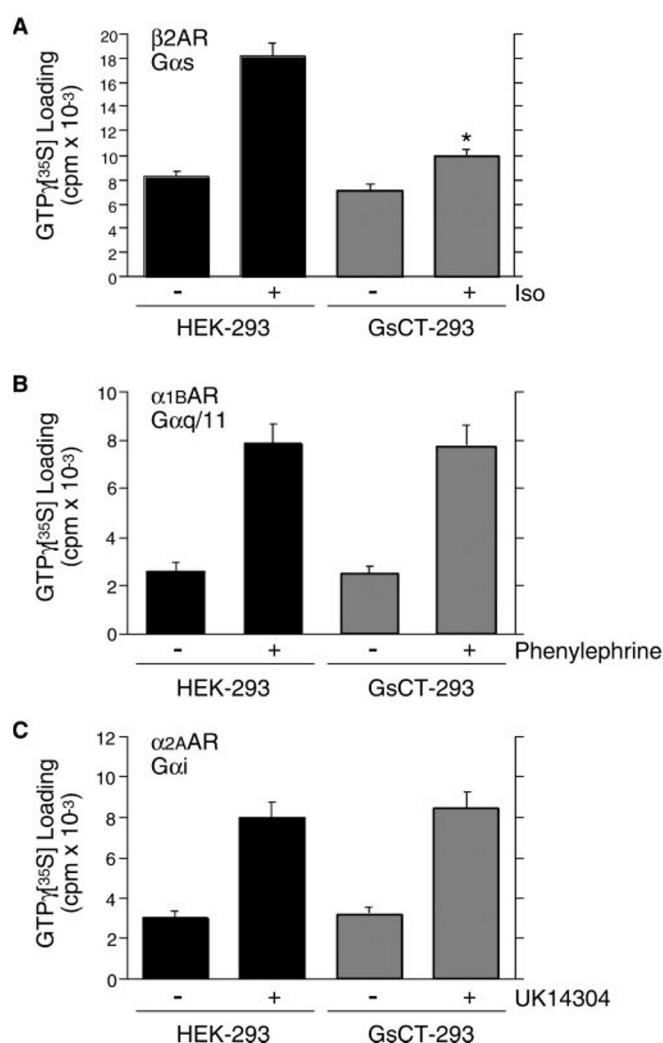 A
β2AR
Gαs
GTPγ[35S] Loading
(cpm x 10-3)
20
18
16
14
12
10
8
6
4
2
0
*
- + - + Iso
HEK-293 GsCT-293
B
α1BAR
Gαq/11
GTPγ[35S] Loading
(cpm x 10-3)
10
8
6
4
2
0
- + - + Phenylephrine
HEK-293 GsCT-293
C
α2AAR
Gαi
GTPγ[35S] Loading
(cpm x 10-3)
12
10
8
6
4
2
0
- + - + UK14304
HEK-293 GsCT-293